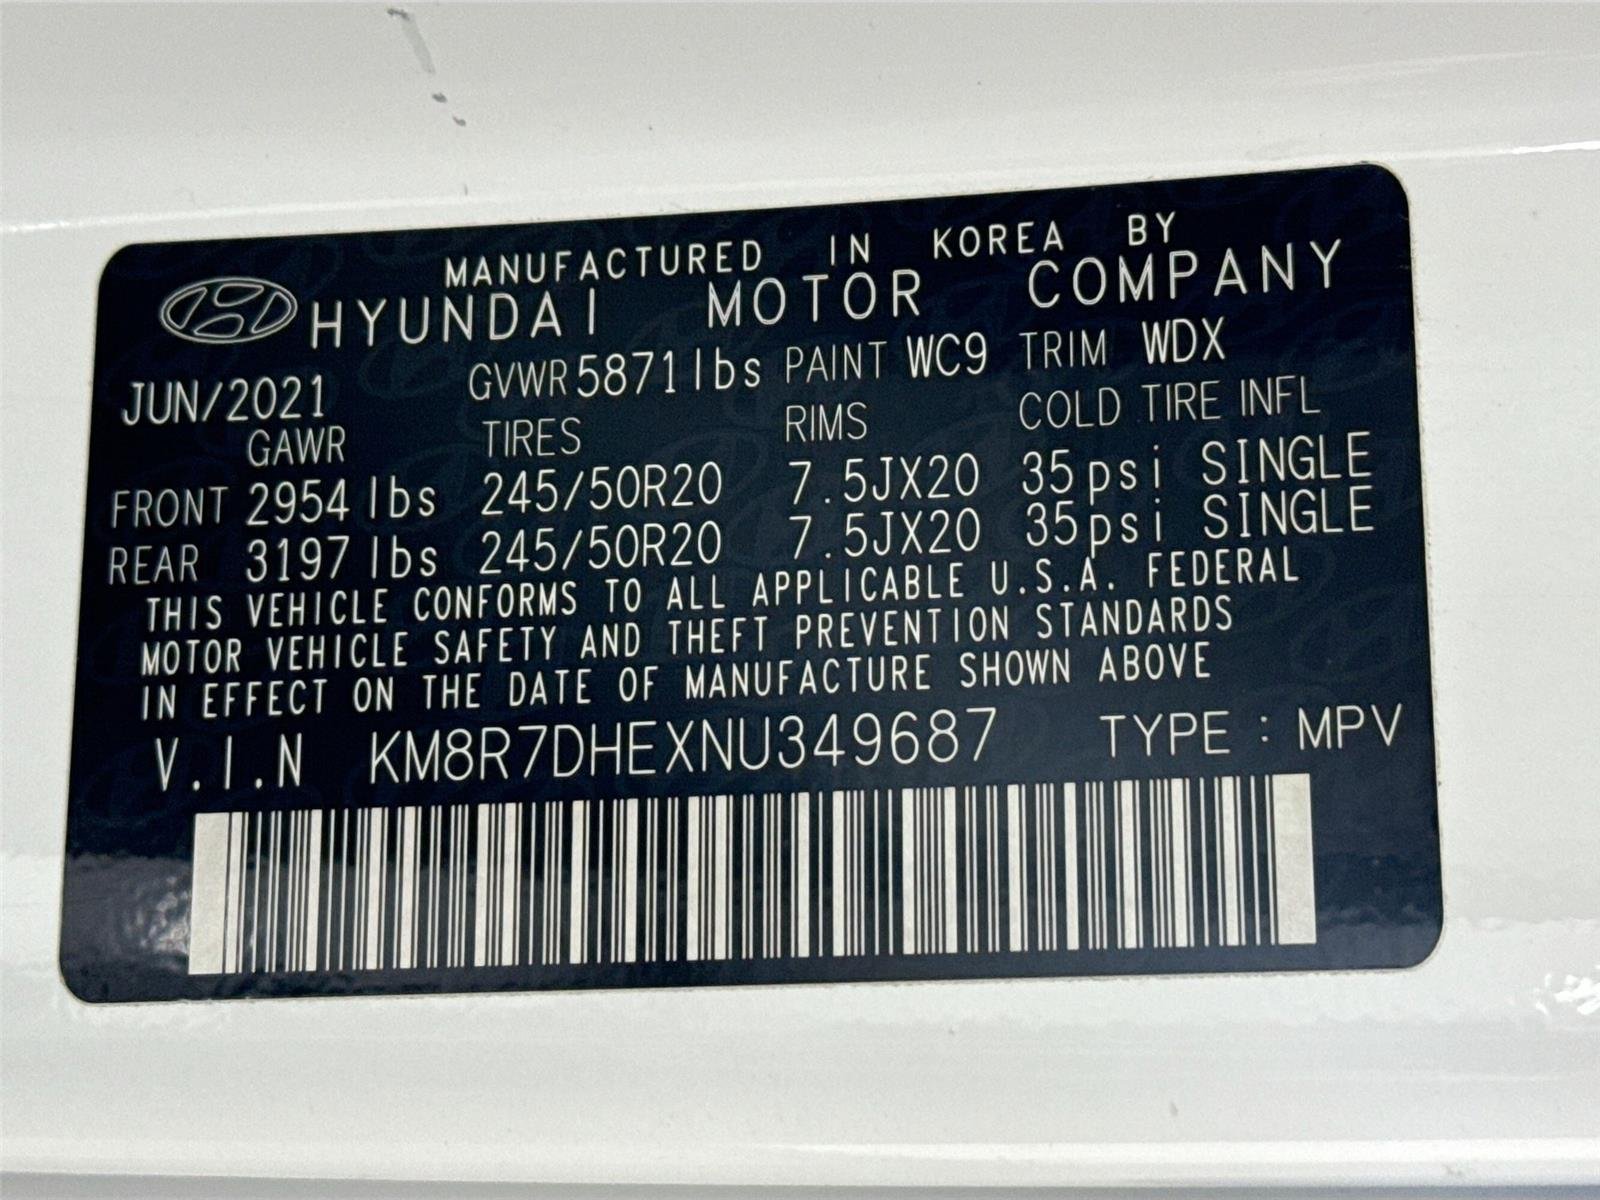 MANUFACTURED IN KOREA BY
HYUNDAI MOTOR COMPANY
JUN/2021 GVWR 5871lbs PAINT WC9 TRIM WDX
GAWR TIRES RIMS COLD TIRE INFL
FRONT 2954 lbs 245/50R20 7.5JX20 35psi SINGLE
REAR 3197 lbs 245/50R20 7.5JX20 35psi SINGLE
THIS VEHICLE CONFORMS TO ALL APPLICABLE U.S.A. FEDERAL
MOTOR VEHICLE SAFETY AND THEFT PREVENTION STANDARDS
IN EFFECT ON THE DATE OF MANUFACTURE SHOWN ABOVE
V.I.N KM8R7DHEXNU349687 TYPE : MPV